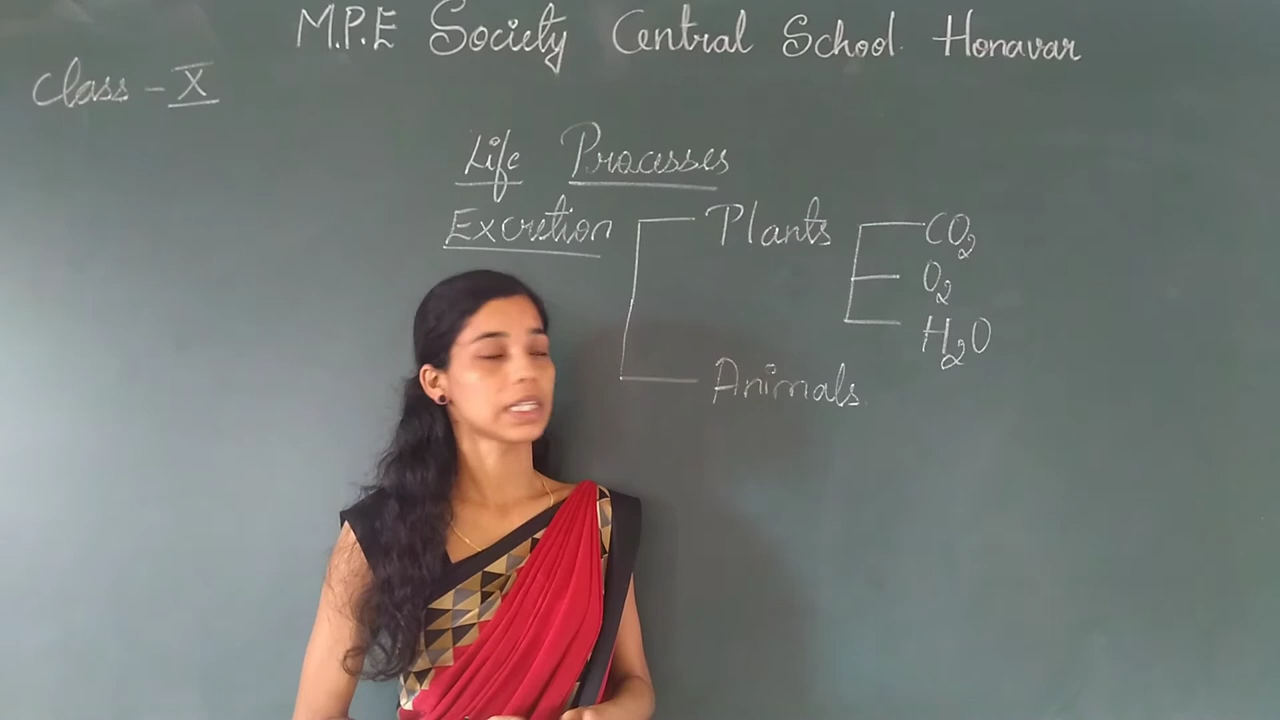 M.P.E Society Central School. Honavar
Class - X
Life Processes
Excretion Plants CO2
O2
H2O
Animals.